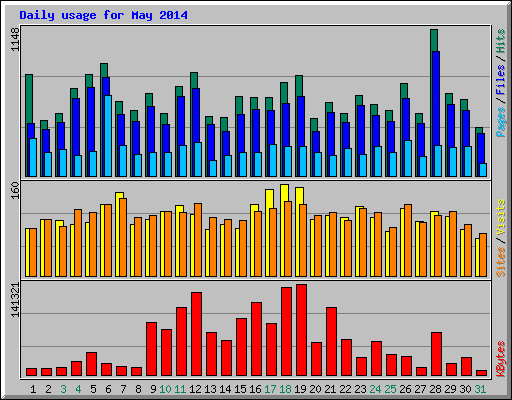 Daily usage for May 2014
1148
Pages / Files / Hits
160
Sites / Visits
141321
KBytes
1 2 3 4 5 6 7 8 9 10 11 12 13 14 15 16 17 18 19 20 21 22 23 24 25 26 27 28 29 30 31